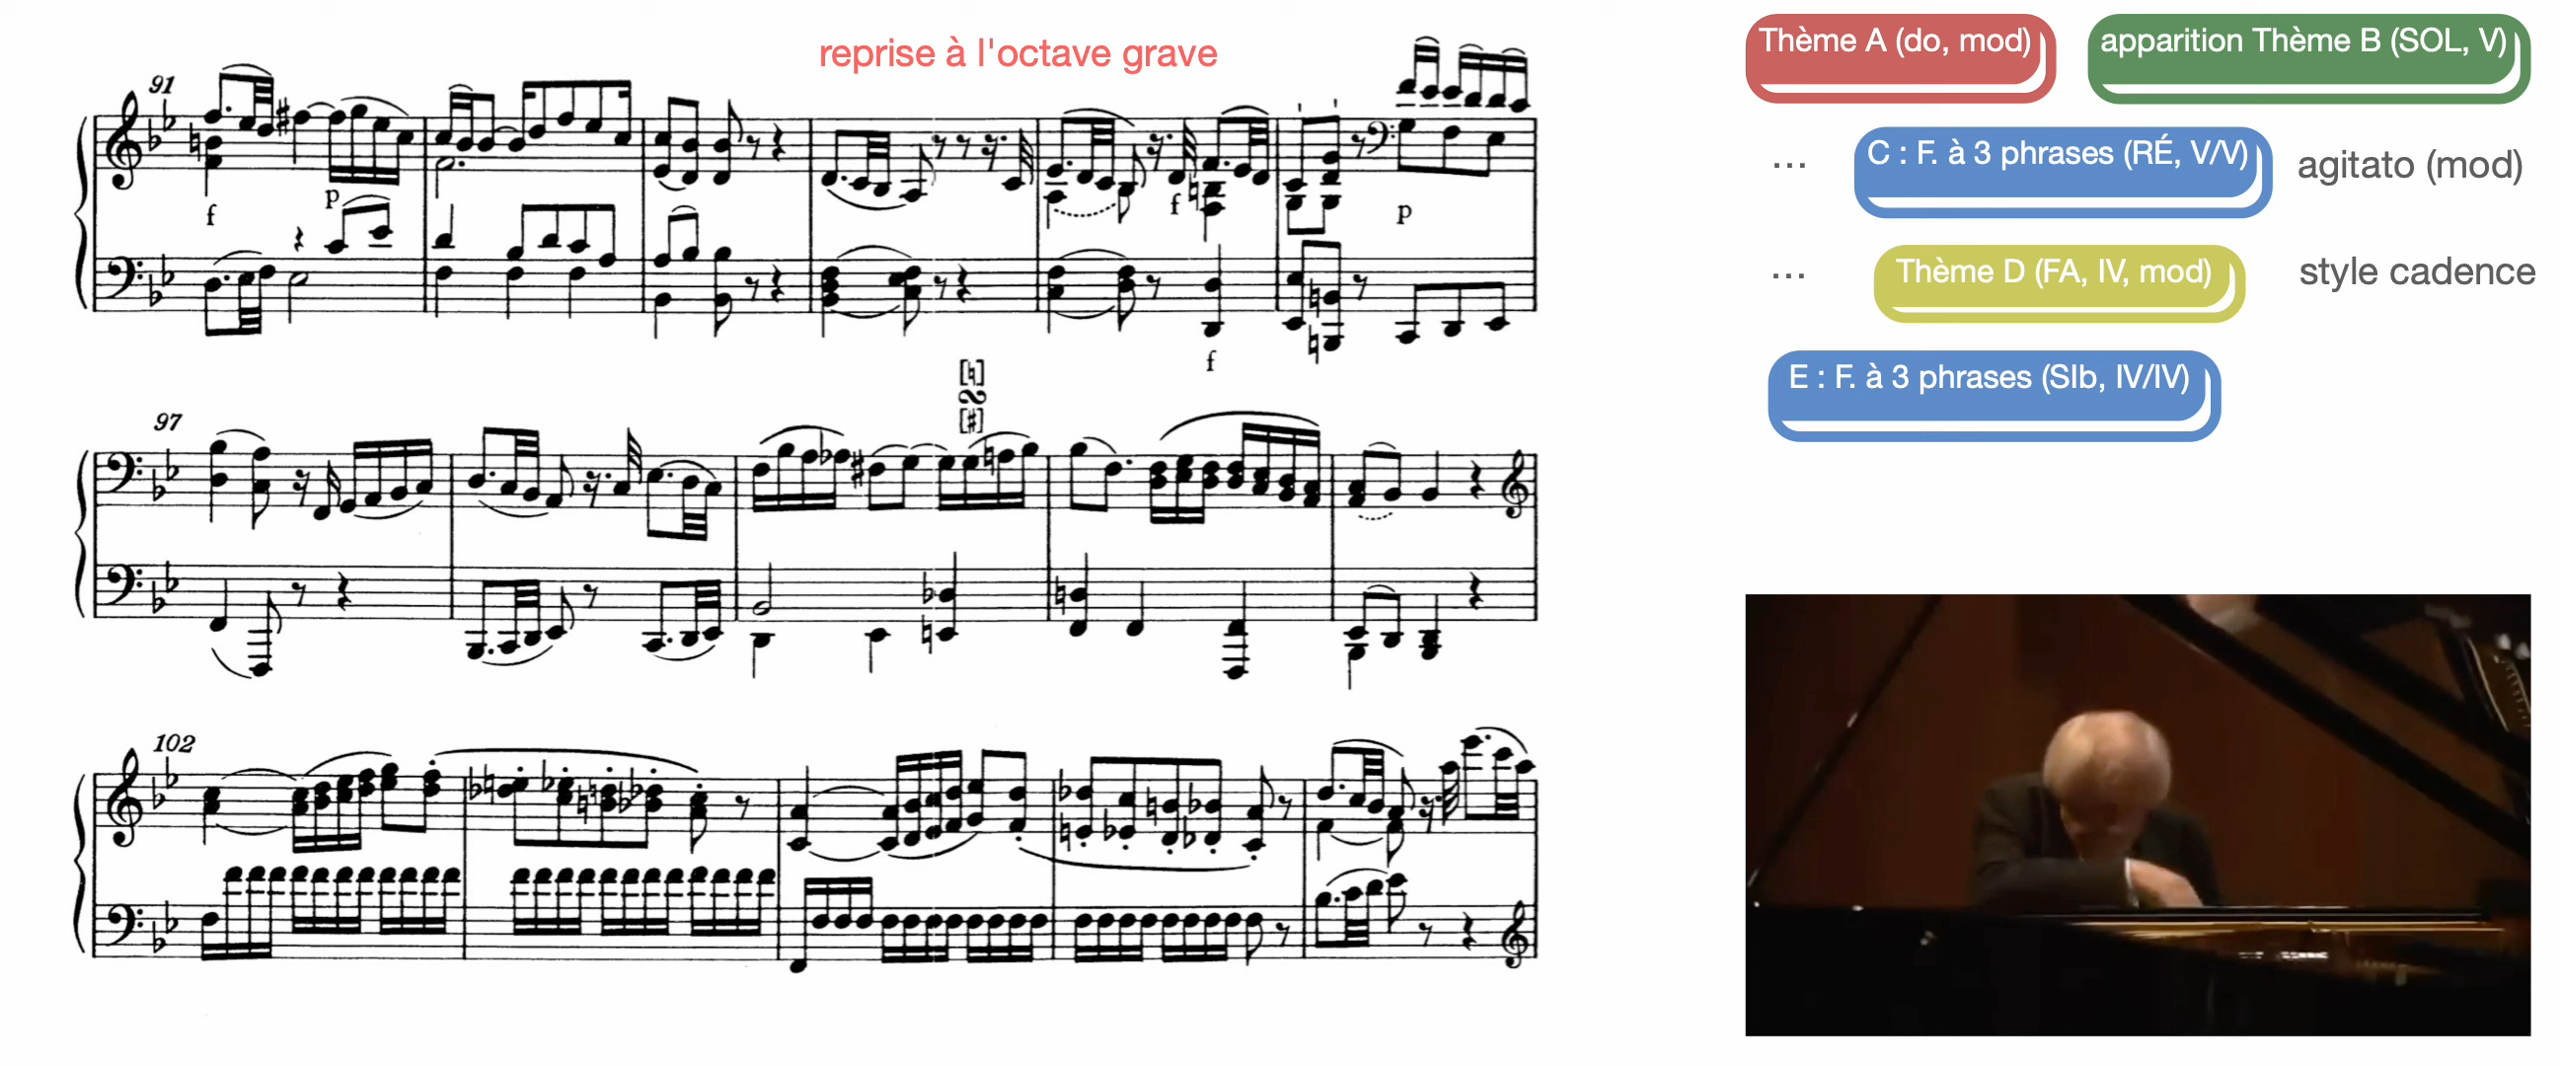 reprise à l'octave grave
Thème A (do, mod)
apparition Thème B (SOL, V)
...
C : F. à 3 phrases (RÉ, V/V)
agitato (mod)
...
Thème D (FA, IV, mod)
style cadence
E : F. à 3 phrases (SIb, IV/IV)
91
f
p
f
p
f
97
102